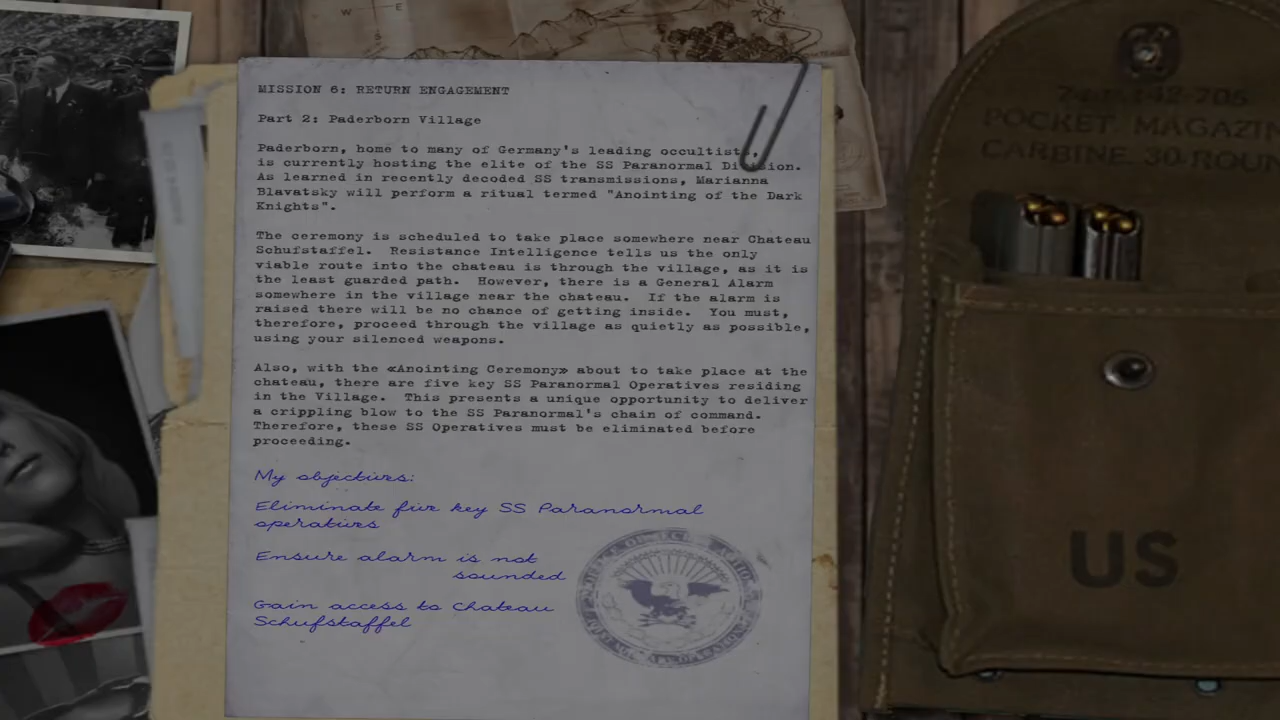 W E
S
MISSION 6: RETURN ENGAGEMENT
Part 2: Paderborn Village
Paderborn, home to many of Germany's leading occultists,
is currently hosting the elite of the SS Paranormal Division.
As learned in recently decoded SS transmissions, Marianna
Blavatsky will perform a ritual termed "Anointing of the Dark
Knights".
The ceremony is scheduled to take place somewhere near Chateau
Schufstaffel. Resistance Intelligence tells us the only
viable route into the chateau is through the village, as it is
the least guarded path. However, there is a General Alarm
somewhere in the village near the chateau. If the alarm is
raised there will be no chance of getting inside. You must,
therefore, proceed through the village as quietly as possible,
using your silenced weapons.
Also, with the «Anointing Ceremony» about to take place at the
chateau, there are five key SS Paranormal Operatives residing
in the Village. This presents a unique opportunity to deliver
a crippling blow to the SS Paranormal's chain of command.
Therefore, these SS Operatives must be eliminated before
proceeding.
My objectives:
Eliminate five key SS Paranormal
operatives
Ensure alarm is not
sounded
Gain access to Chateau
Schufstaffel
POCKET, MAGAZIN
CARBINE 30 ROUN
US